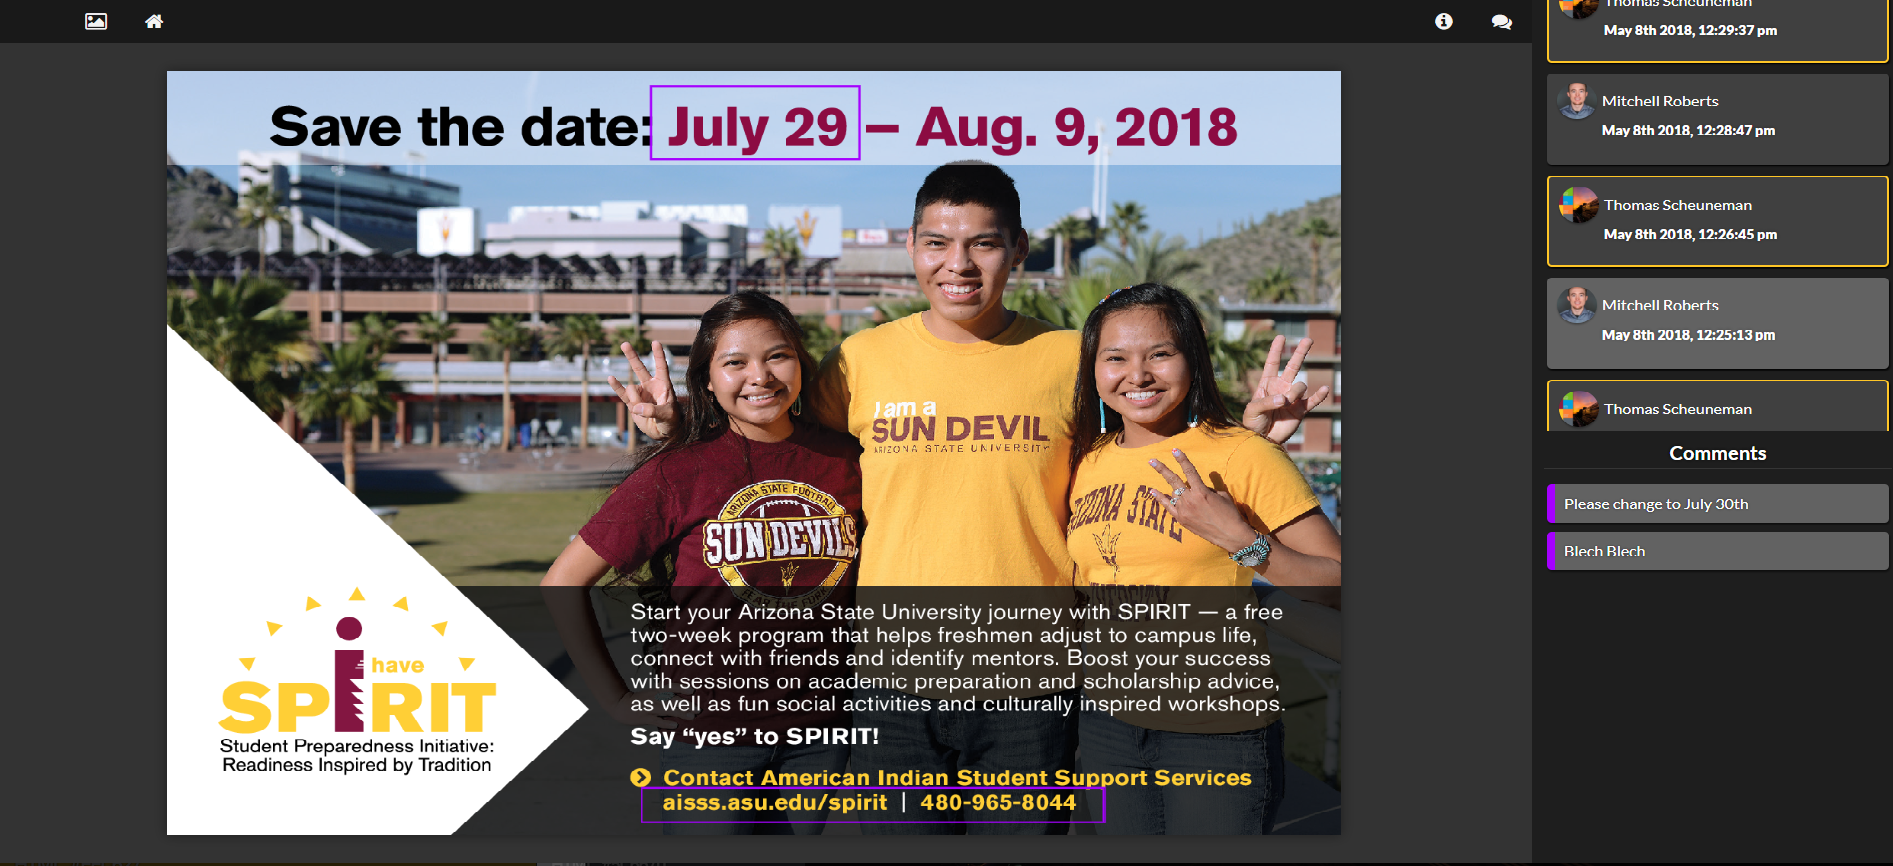 Save the date: July 29 – Aug. 9, 2018
I am a
SUN DEVIL
ARIZONA STATE UNIVERSITY
ARIZONA STATE FOOTBALL
SUN DEVILS
ARIZONA STATE
have
SPiRIT
Student Preparedness Initiative:
Readiness Inspired by Tradition
Start your Arizona State University journey with SPIRIT — a free
two-week program that helps freshmen adjust to campus life,
connect with friends and identify mentors. Boost your success
with sessions on academic preparation and scholarship advice,
as well as fun social activities and culturally inspired workshops.
Say “yes” to SPIRIT!
Contact American Indian Student Support Services
aisss.asu.edu/spirit | 480-965-8044
Thomas Scheuneman
May 8th 2018, 12:29:37 pm
Mitchell Roberts
May 8th 2018, 12:28:47 pm
Thomas Scheuneman
May 8th 2018, 12:26:45 pm
Mitchell Roberts
May 8th 2018, 12:25:13 pm
Thomas Scheuneman
Comments
Please change to July 30th
Blech Blech